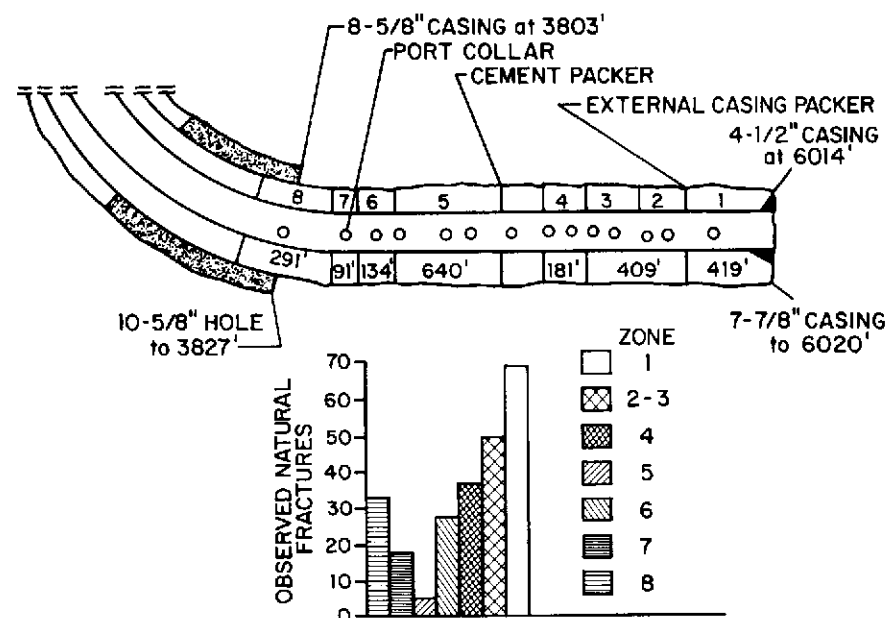 8-5/8" CASING at 3803'
PORT COLLAR
CEMENT PACKER
EXTERNAL CASING PACKER
4-1/2" CASING
at 6014'
8
7
6
5
4
3
2
1
291'
91'
134'
640'
181'
409'
419'
10-5/8" HOLE
to 3827'
7-7/8" CASING
to 6020'
OBSERVED NATURAL
FRACTURES
70
60
50
40
30
20
10
0
ZONE
1
2-3
4
5
6
7
8